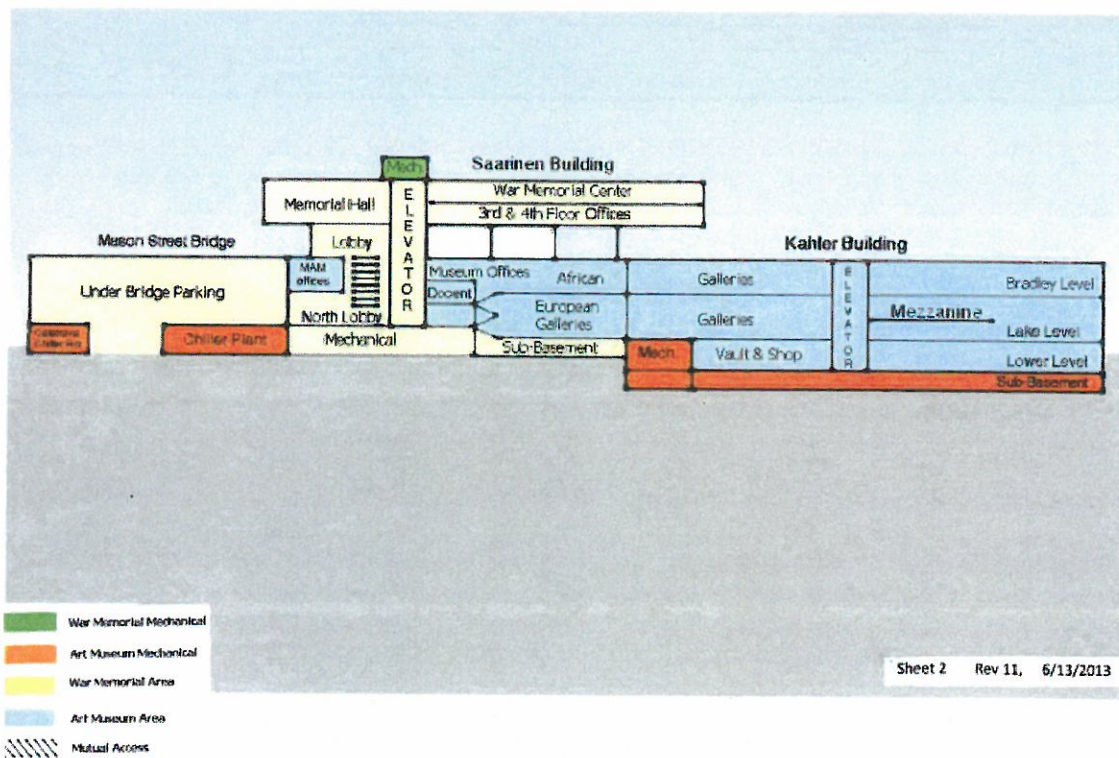 Saarinen Building
Mech.
War Memorial Center
Memorial Hall
ELEVATOR
3rd & 4th Floor Offices
Mason Street Bridge
Lobby
Kahler Building
MAM
offices
Museum Offices
African
Galleries
ELEVATOR
Bradley Level
Under Bridge Parking
Docent
European
Galleries
Galleries
Mezzanine
North Lobby
Lake Level
Chiller Plant
Mechanical
Sub-Basement
Mech.
Vault & Shop
Lower Level
Sub-Basement
War Memorial Mechanical
Art Museum Mechanical
War Memorial Area
Art Museum Area
Mutual Access
Sheet 2 Rev 11, 6/13/2013